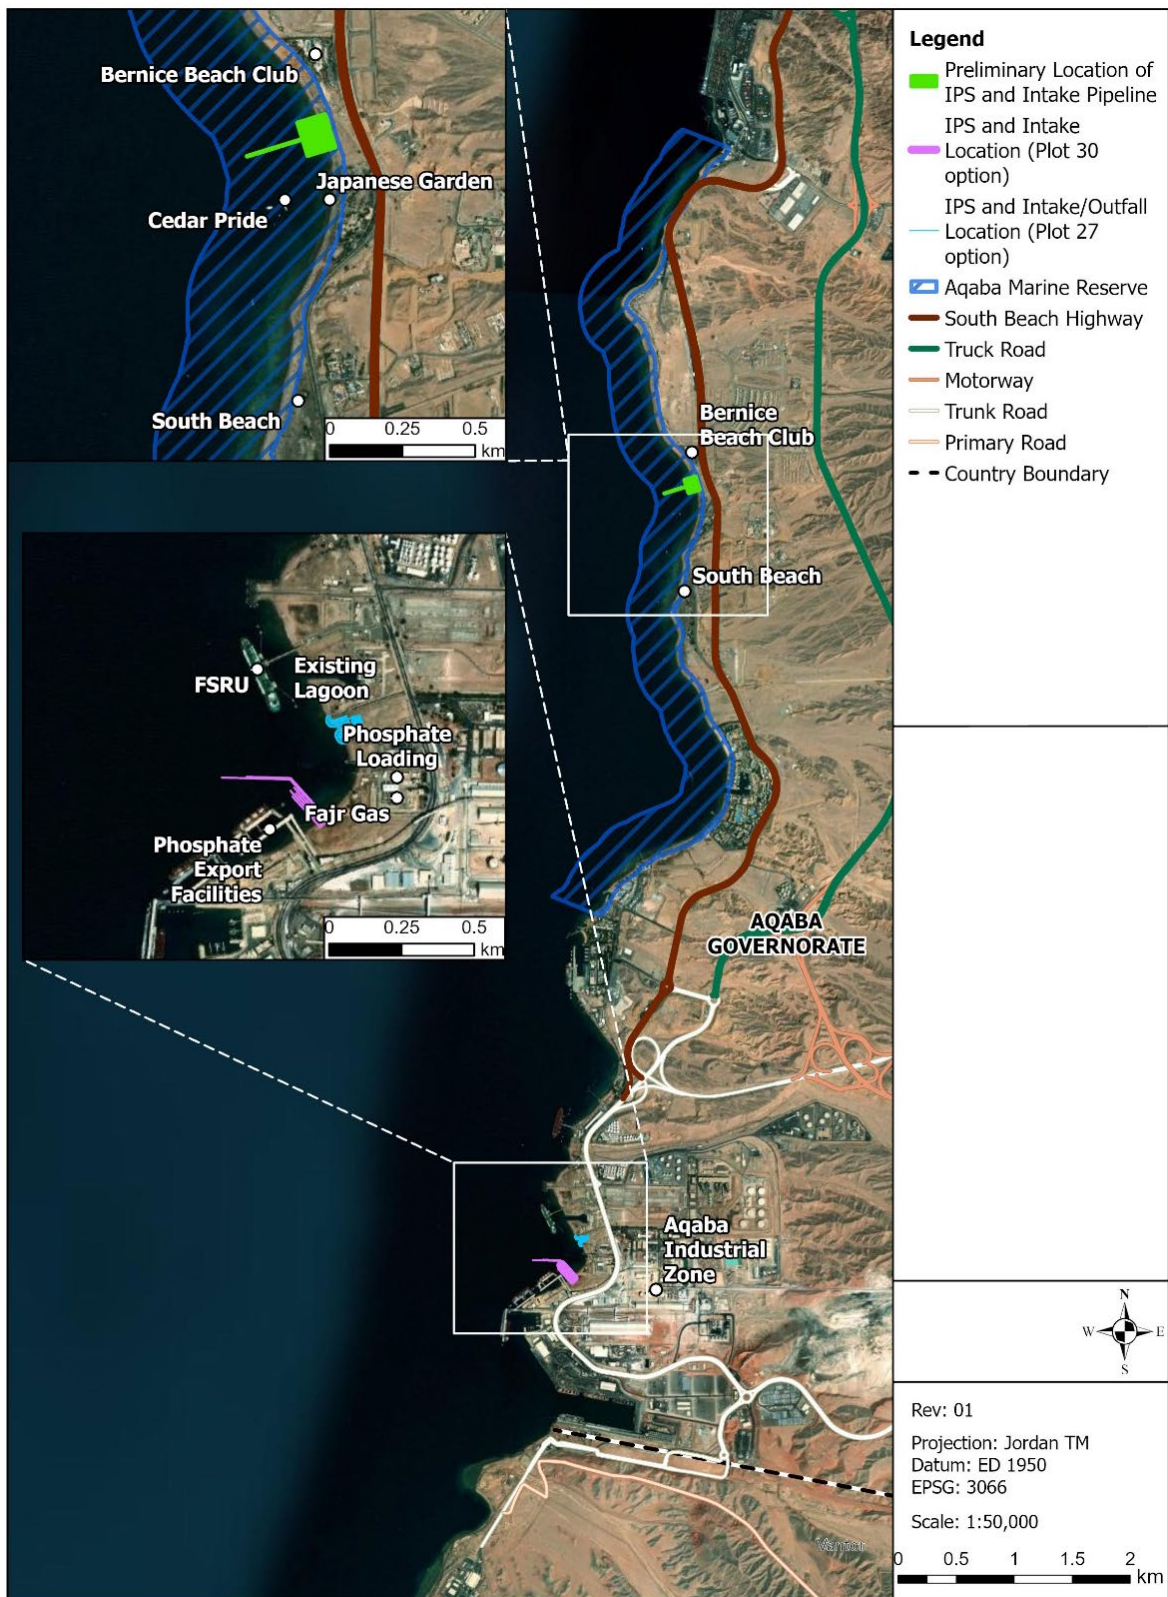 Bernice Beach Club
Japanese Garden
Cedar Pride
South Beach
0 0.25 0.5
km
FSRU
Existing
Lagoon
Phosphate
Loading
Fajr Gas
Phosphate
Export
Facilities
0 0.25 0.5
km
Bernice
Beach Club
South Beach
AQABA
GOVERNORATE
Aqaba
Industrial
Zone
Legend
Preliminary Location of
IPS and Intake Pipeline
IPS and Intake
Location (Plot 30
option)
IPS and Intake/Outfall
Location (Plot 27
option)
Aqaba Marine Reserve
South Beach Highway
Truck Road
Motorway
Trunk Road
Primary Road
Country Boundary
N
W E
S
Rev: 01
Projection: Jordan TM
Datum: ED 1950
EPSG: 3066
Scale: 1:50,000
0 0.5 1 1.5 2
km